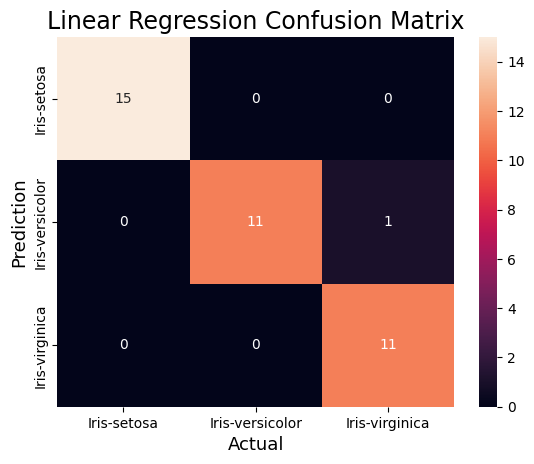 Linear Regression Confusion Matrix
Prediction
Iris-setosa
15 0 0
Iris-versicolor
0 11 1
Iris-virginica
0 0 11
Iris-setosa Iris-versicolor Iris-virginica
Actual
14
12
10
8
6
4
2
0